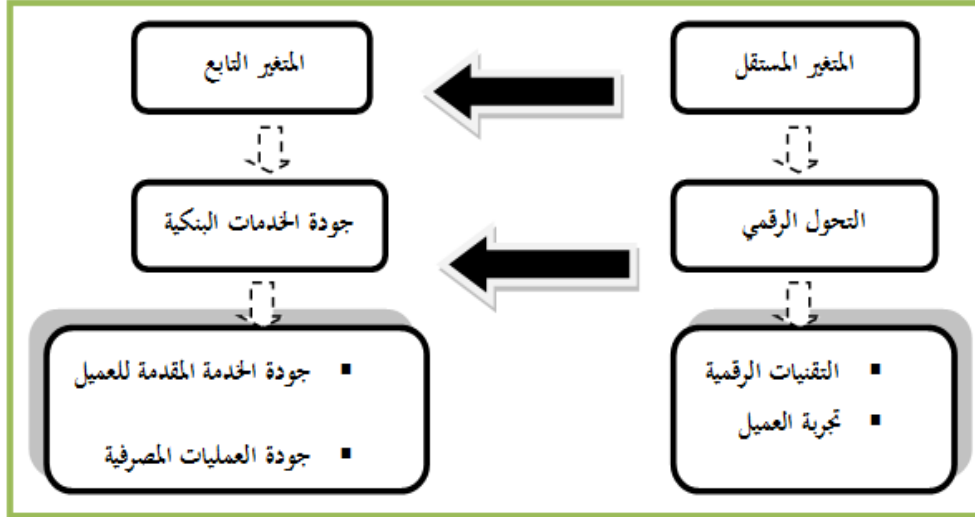 المتغير المستقل
المتغير التابع
التحول الرقمي
جودة الخدمات البنكية
▪ التقنيات الرقمية
▪ تجربة العميل
▪ جودة الخدمة المقدمة للعميل
▪ جودة العمليات المصرفية